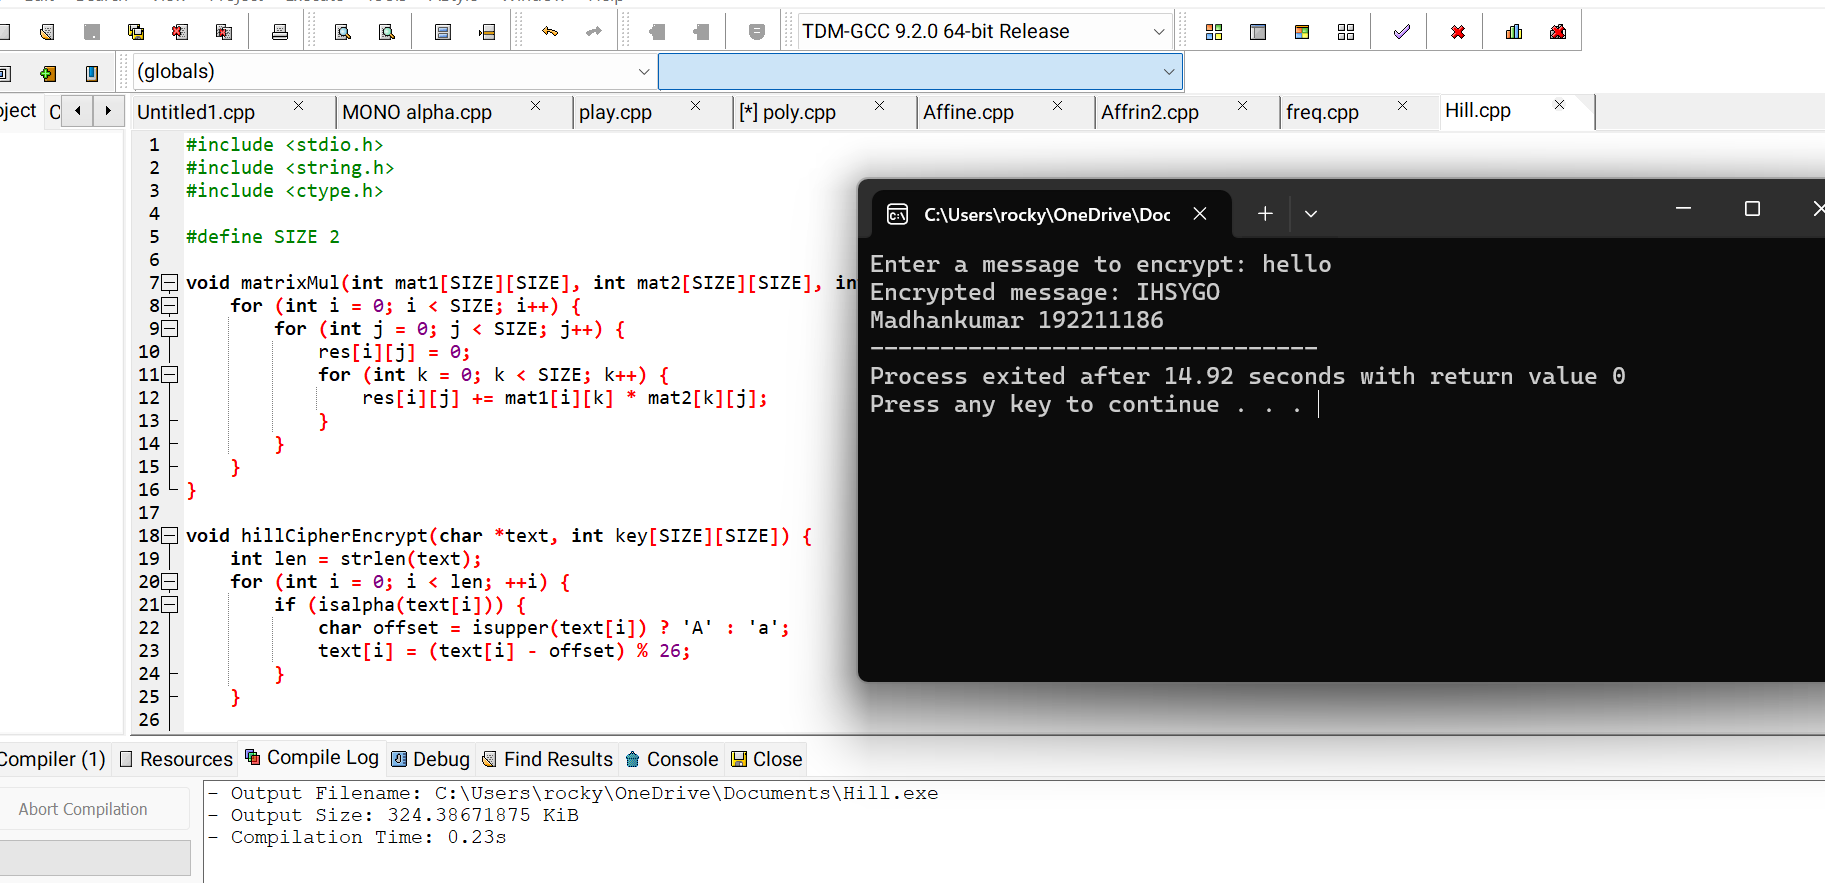 TDM-GCC 9.2.0 64-bit Release
(globals)
Untitled1.cpp MONO alpha.cpp play.cpp [*] poly.cpp Affine.cpp Affrin2.cpp freq.cpp Hill.cpp
1 #include <stdio.h>
2 #include <string.h>
3 #include <ctype.h>
4
5 #define SIZE 2
6
7 void matrixMul(int mat1[SIZE][SIZE], int mat2[SIZE][SIZE], in
8 for (int i = 0; i < SIZE; i++) {
9 for (int j = 0; j < SIZE; j++) {
10 res[i][j] = 0;
11 for (int k = 0; k < SIZE; k++) {
12 res[i][j] += mat1[i][k] * mat2[k][j];
13 }
14 }
15 }
16 }
17
18 void hillCipherEncrypt(char *text, int key[SIZE][SIZE]) {
19 int len = strlen(text);
20 for (int i = 0; i < len; ++i) {
21 if (isalpha(text[i])) {
22 char offset = isupper(text[i]) ? 'A' : 'a';
23 text[i] = (text[i] - offset) % 26;
24 }
25 }
26
C:\Users\rocky\OneDrive\Doc
Enter a message to encrypt: hello
Encrypted message: IHSYGO
Madhankumar 192211186
--------------------------------
Process exited after 14.92 seconds with return value 0
Press any key to continue . . .
Compiler (1) Resources Compile Log Debug Find Results Console Close
Abort Compilation
- Output Filename: C:\Users\rocky\OneDrive\Documents\Hill.exe
- Output Size: 324.38671875 KiB
- Compilation Time: 0.23s